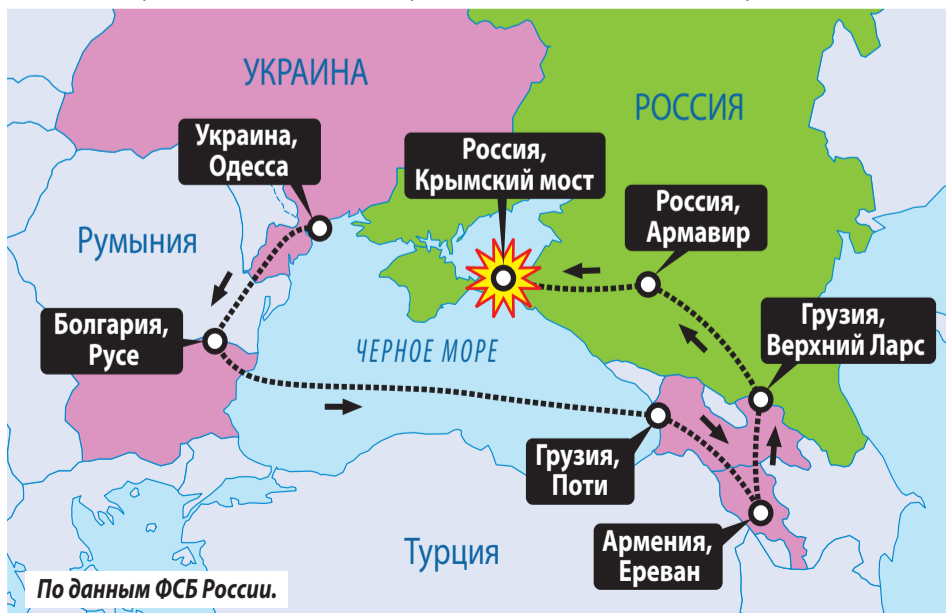 УКРАИНА
РОССИЯ
Украина,
Одесса
Россия,
Крымский мост
Россия,
Армавир
Румыния
Болгария,
Русе
ЧЕРНОЕ МОРЕ
Грузия,
Верхний Ларс
Грузия,
Поти
Армения,
Ереван
Турция
По данным ФСБ России.